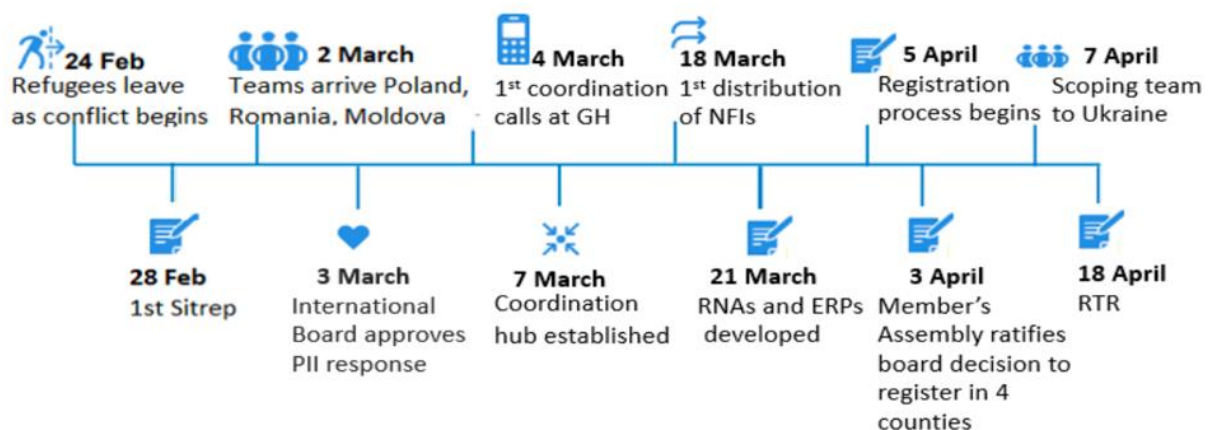 24 Feb
Refugees leave
as conflict begins
2 March
Teams arrive Poland,
Romania, Moldova
4 March
1st coordination
calls at GH
18 March
1st distribution
of NFIs
5 April
Registration
process begins
7 April
Scoping team
to Ukraine
28 Feb
1st Sitrep
3 March
International
Board approves
PII response
7 March
Coordination
hub established
21 March
RNAs and ERPs
developed
3 April
Member’s
Assembly ratifies
board decision to
register in 4
counties
18 April
RTR